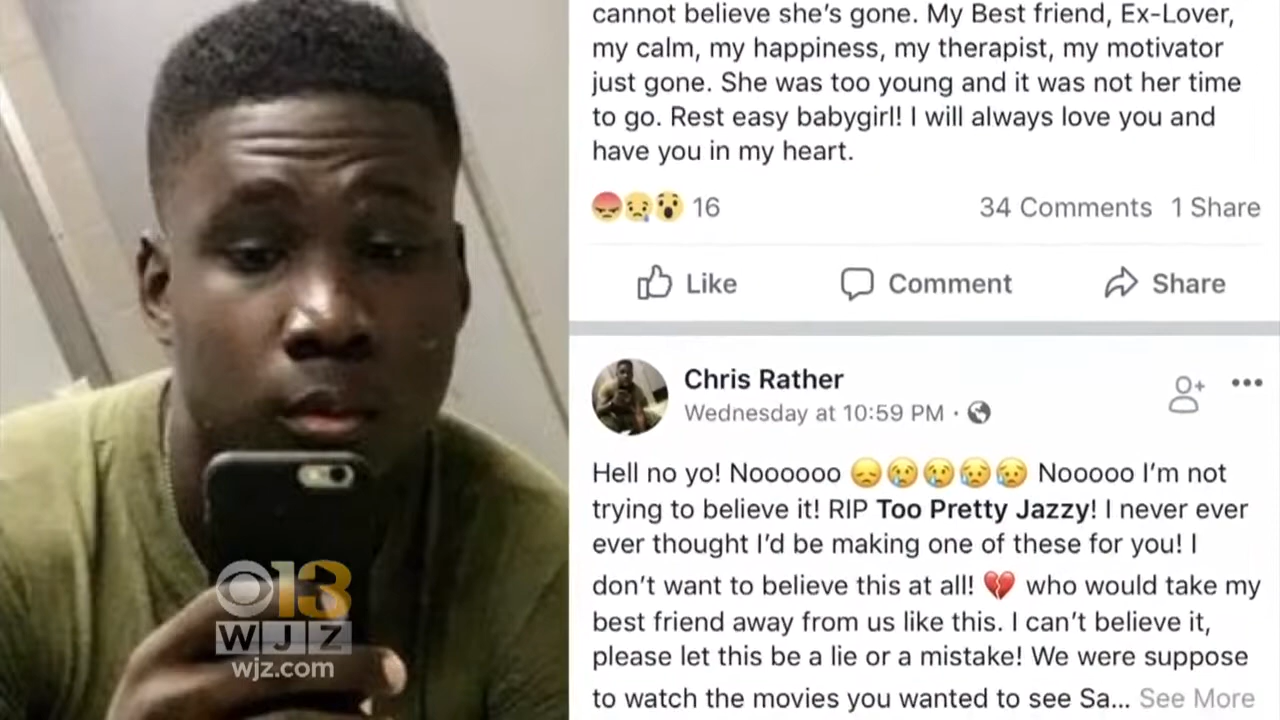 cannot believe she's gone. My Best friend, Ex-Lover,
my calm, my happiness, my therapist, my motivator
just gone. She was too young and it was not her time
to go. Rest easy babygirl! I will always love you and
have you in my heart.
😡😢😮 16 34 Comments 1 Share
Like Comment Share
Chris Rather
Wednesday at 10:59 PM ·
Hell no yo! Noooooo 😞😢😢😥😥 Nooooo I'm not
trying to believe it! RIP Too Pretty Jazzy! I never ever
ever thought I'd be making one of these for you! I
don't want to believe this at all! 💔 who would take my
best friend away from us like this. I can't believe it,
please let this be a lie or a mistake! We were suppose
to watch the movies you wanted to see Sa... See More
13
WJZ
wjz.com